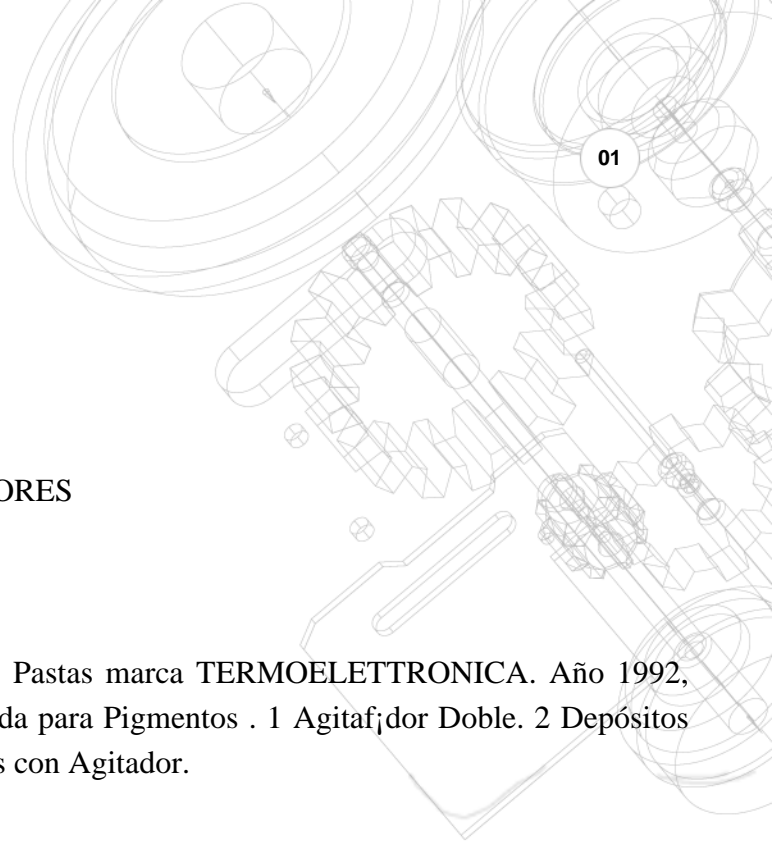 01
ORES
Pastas marca TERMOELETTRONICA. Año 1992,
da para Pigmentos . 1 Agitaf¡dor Doble. 2 Depósitos
s con Agitador.